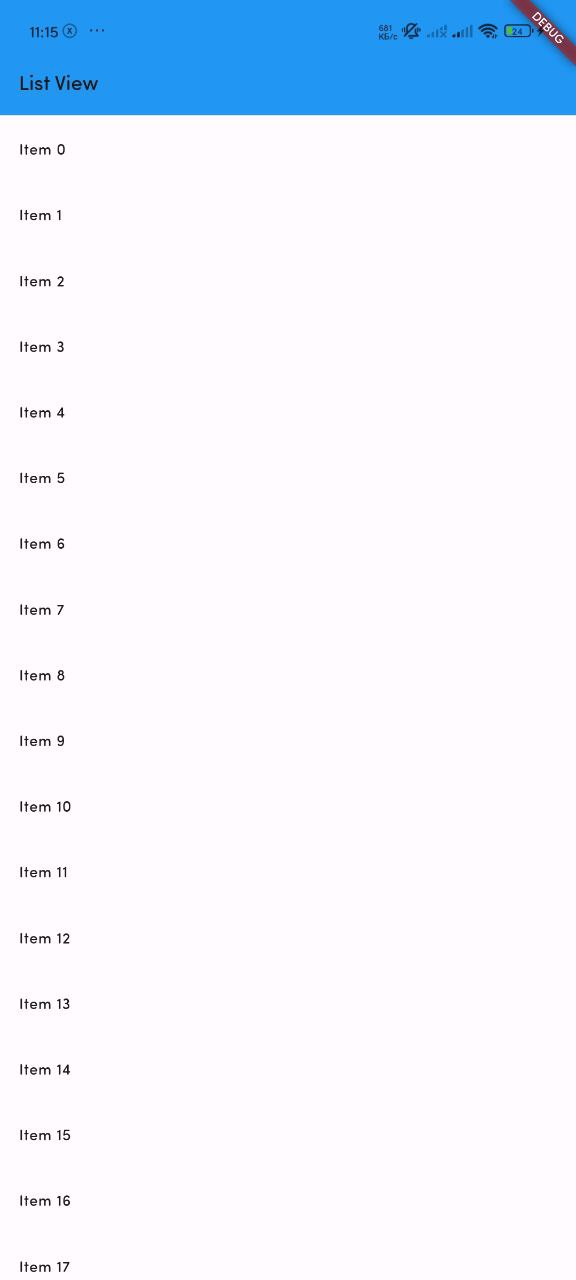 11:15
681
КБ/с
24
DEBUG
List View
Item 0
Item 1
Item 2
Item 3
Item 4
Item 5
Item 6
Item 7
Item 8
Item 9
Item 10
Item 11
Item 12
Item 13
Item 14
Item 15
Item 16
Item 17